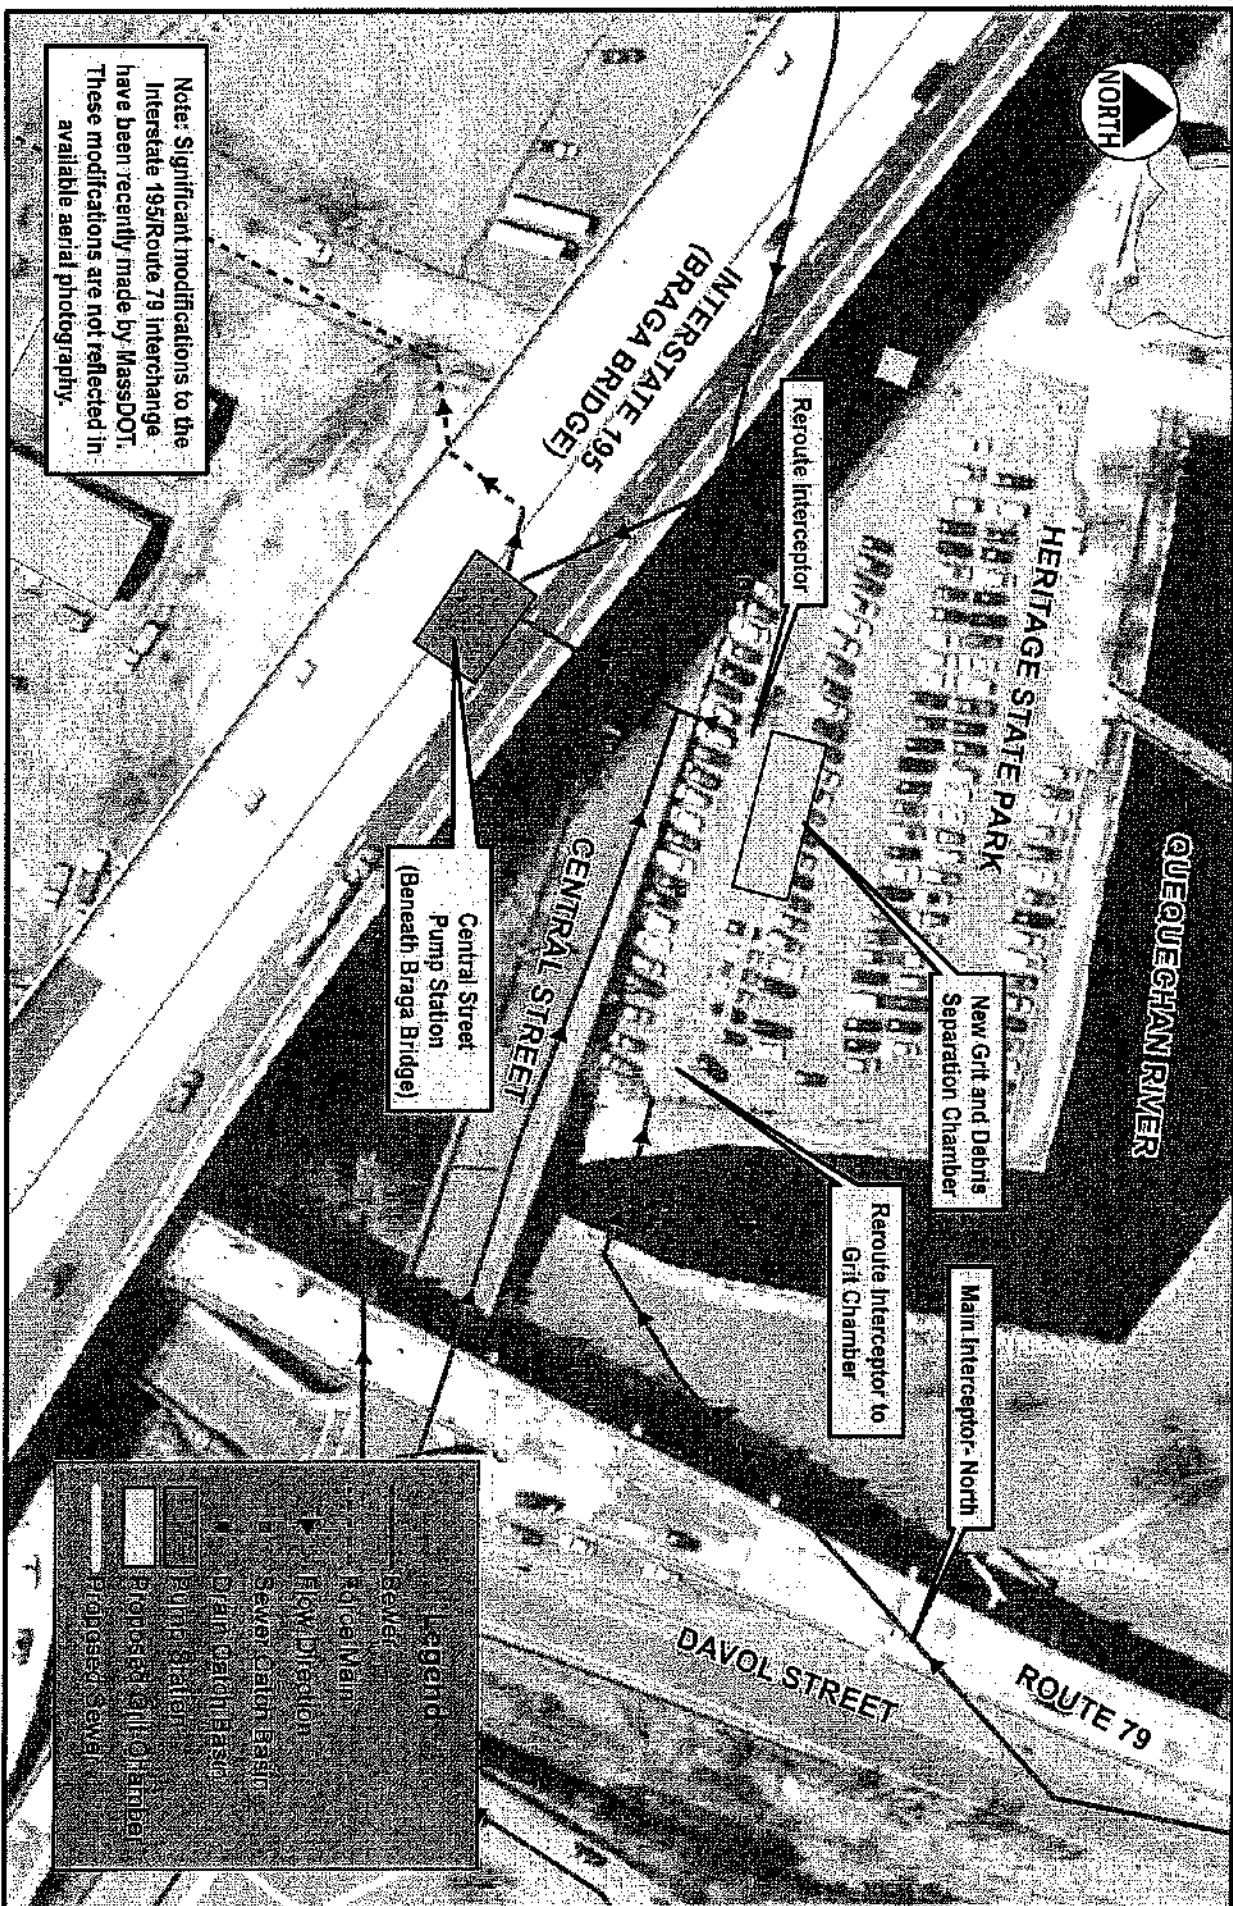 NORTH
QUEQUECHAN RIVER
HERITAGE STATE PARK
INTERSTATE 195
(BRAGA BRIDGE)
Reroute Interceptor
New Grit and Debris
Separation Chamber
Reroute Interceptor to
Grit Chamber
Main Interceptor- North
ROUTE 79
DAVOL STREET
CENTRAL STREET
Central Street
Pump Station
(Beneath Braga Bridge)
Note: Significant modifications to the
Interstate 195/Route 79 interchange
have been recently made by MassDOT.
These modifcations are not reflected in
available aerial photography.
Legend
Sewer
Force Main
Flow Direction
Sewer Catch Basin
Drain Catch Basin
Pump Station
Proposed Grit Chamber
Proposed Sewer